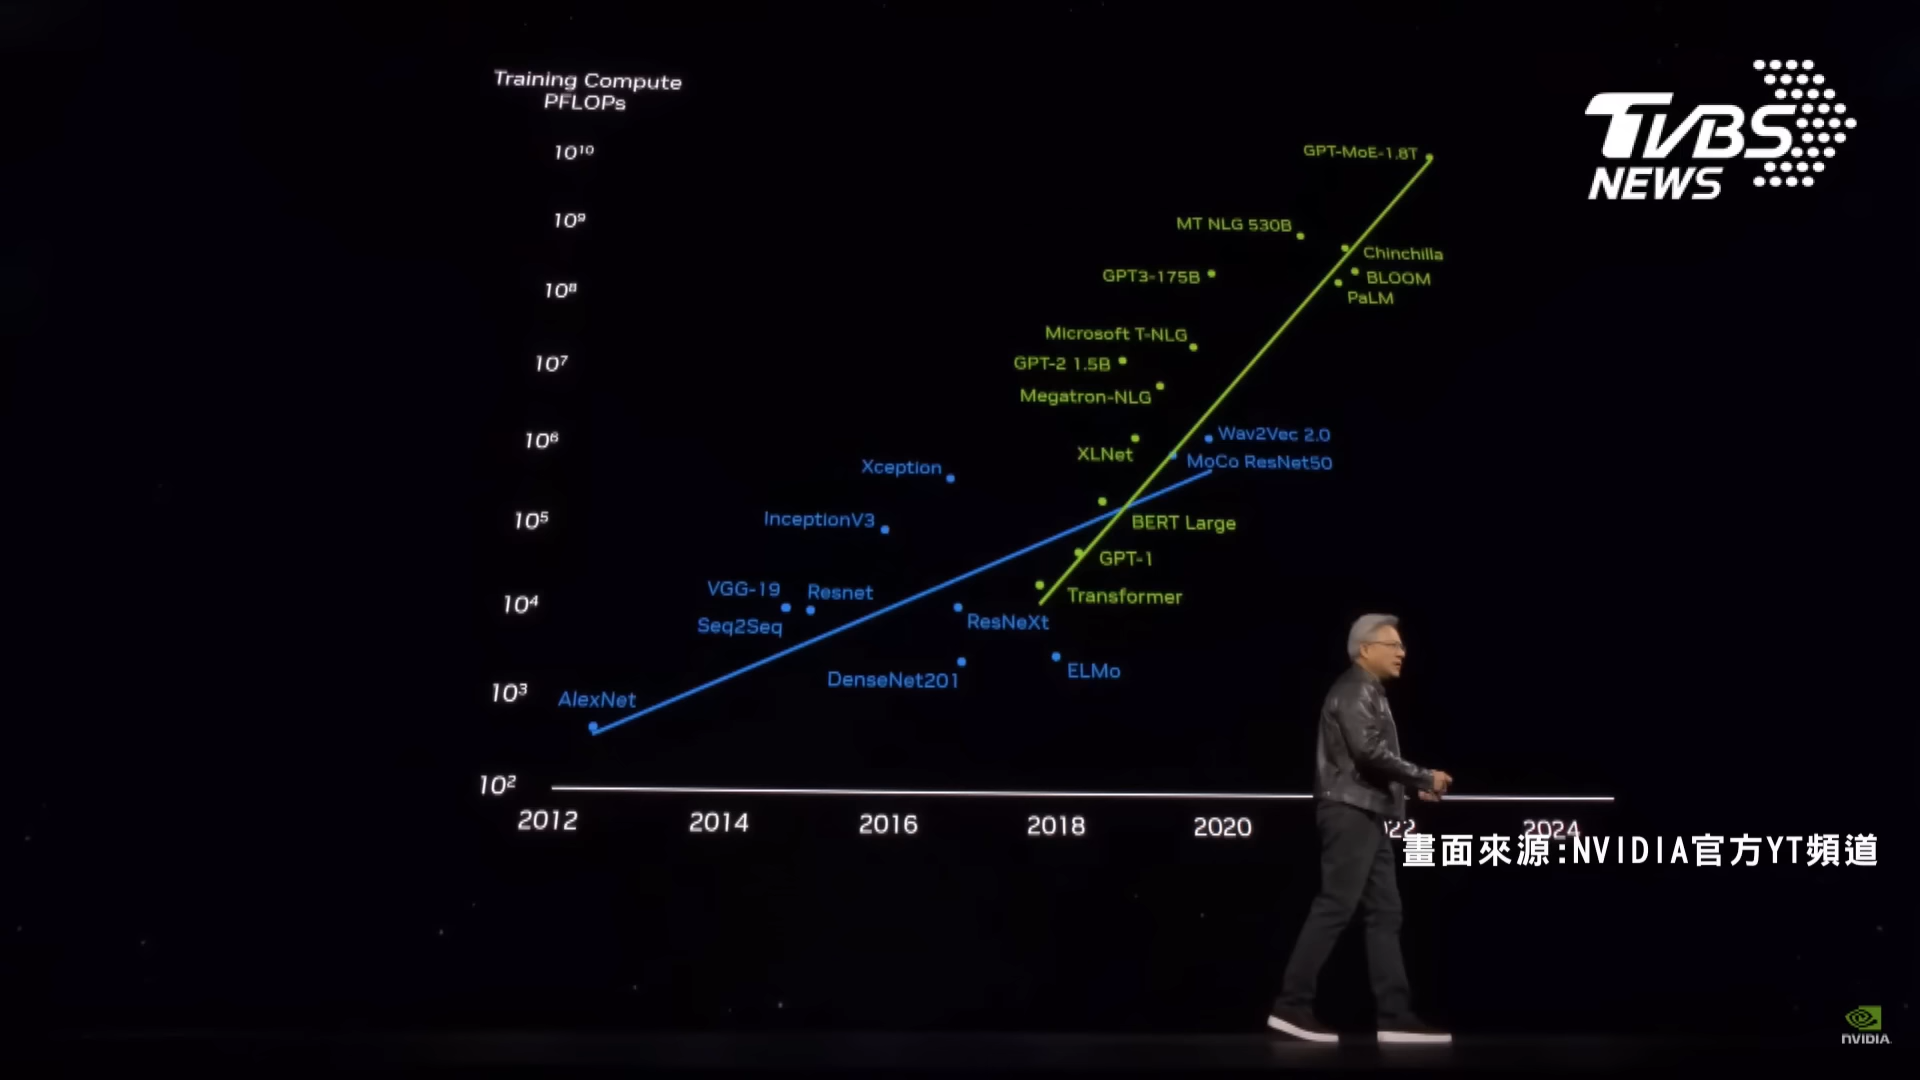 Training Compute
PFLOPs
10¹⁰
10⁹
10⁸
10⁷
10⁶
10⁵
10⁴
10³
10²
GPT-MoE-1.8T
MT NLG 530B
Chinchilla
GPT3-175B
BLOOM
PaLM
Microsoft T-NLG
GPT-2 1.5B
Megatron-NLG
Wav2Vec 2.0
XLNet
MoCo ResNet50
Xception
InceptionV3
BERT Large
GPT-1
VGG-19
Resnet
Transformer
Seq2Seq
ResNeXt
DenseNet201
ELMo
AlexNet
2012 2014 2016 2018 2020 2024
TVBS
NEWS
畫面來源:NVIDIA官方YT頻道
NVIDIA